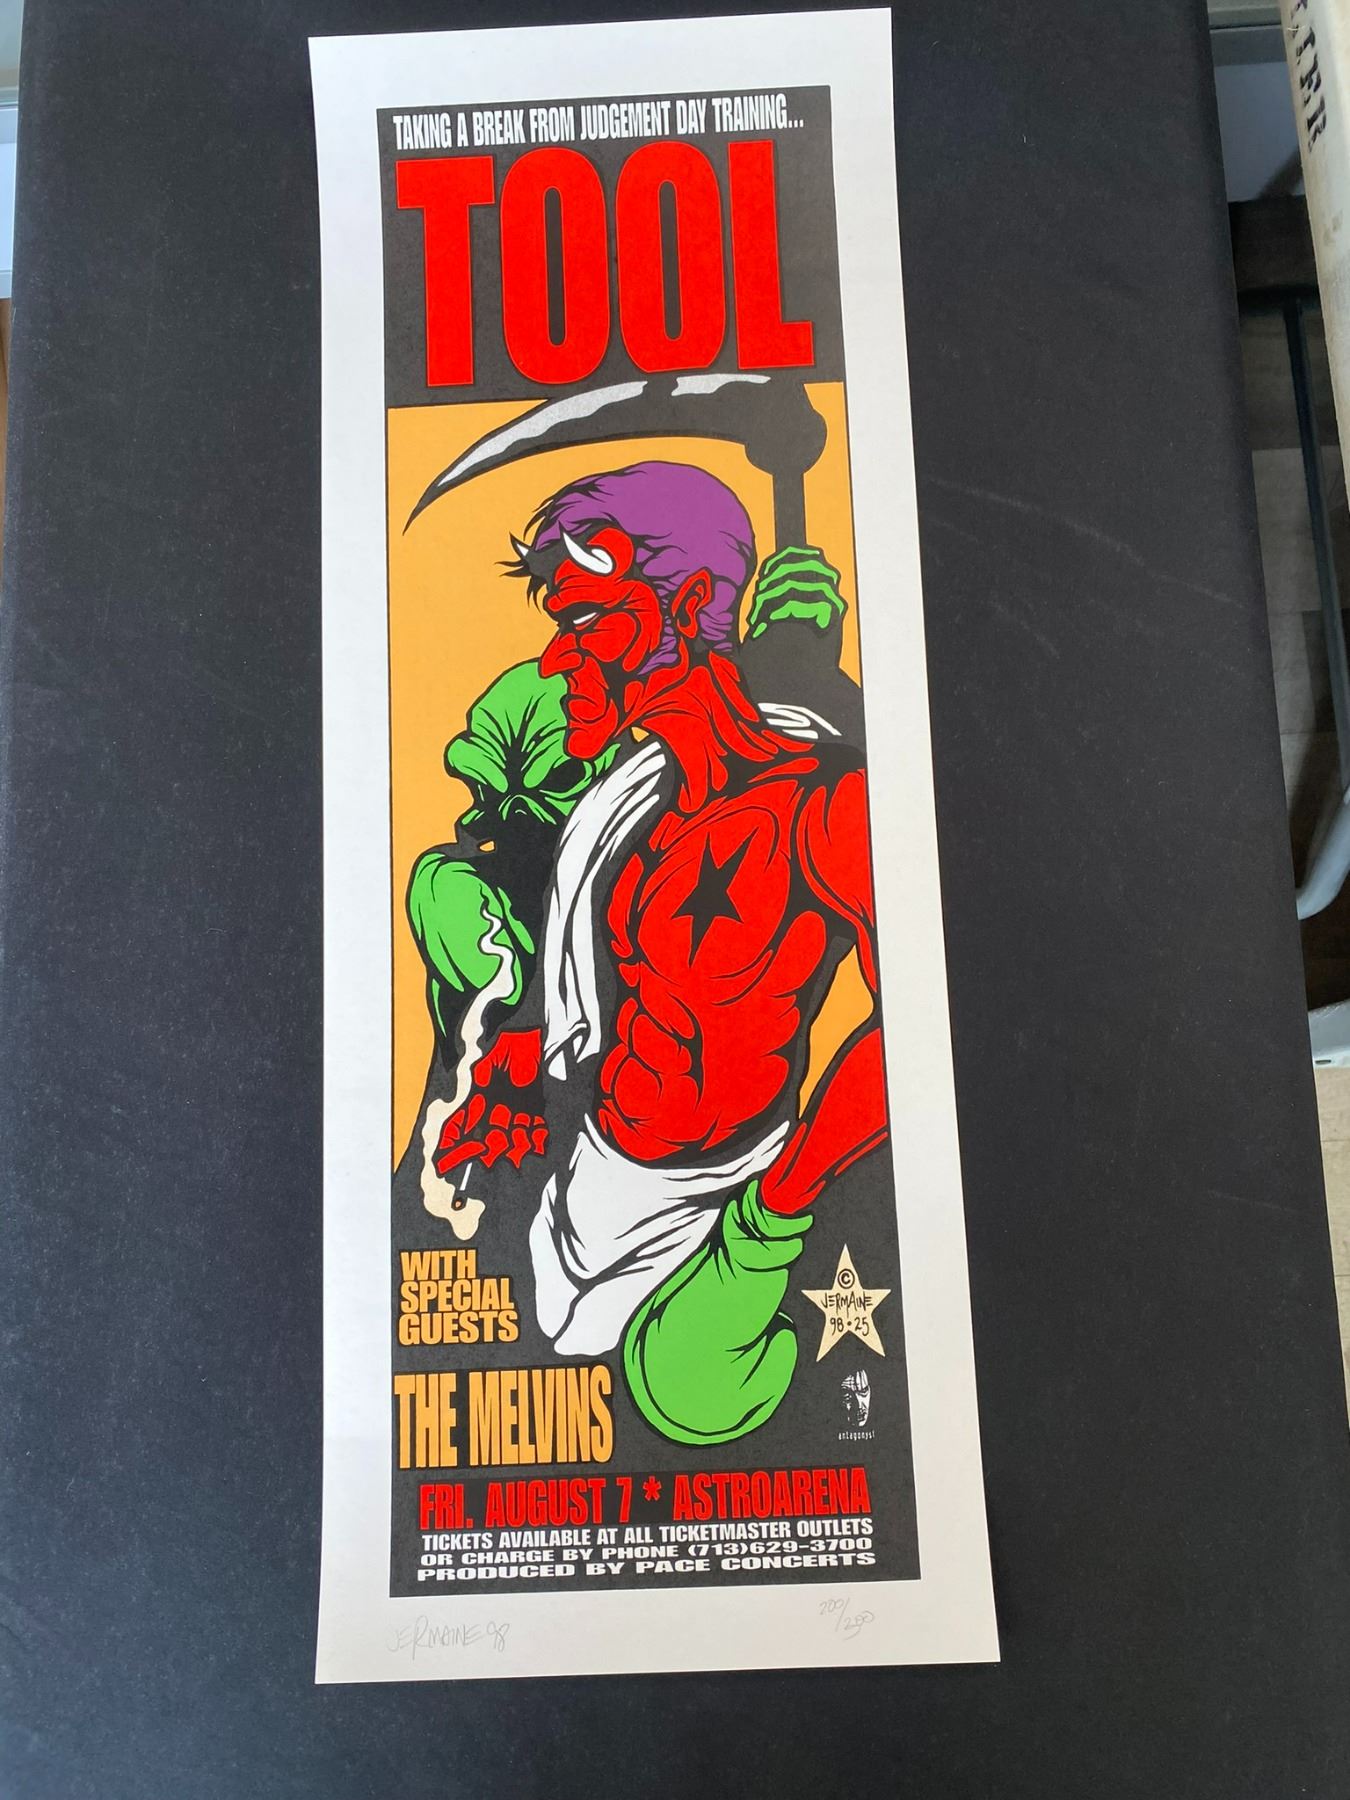 TAKING A BREAK FROM JUDGEMENT DAY TRAINING...
TOOL
WITH
SPECIAL
GUESTS
©
JERMAINE
98•25
THE MELVINS
antagonyst
FRI. AUGUST 7 * ASTROARENA
TICKETS AVAILABLE AT ALL TICKETMASTER OUTLETS
OR CHARGE BY PHONE (713)629-3700
PRODUCED BY PACE CONCERTS
JERMAINE 98